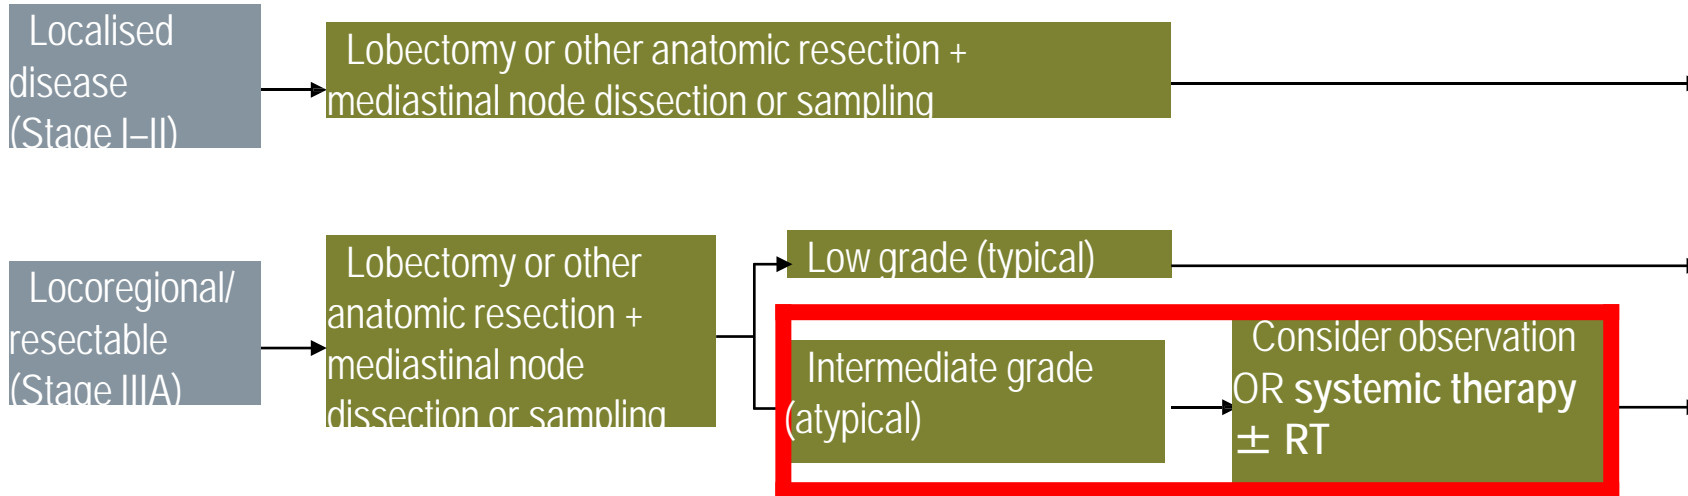 Localised
disease
(Stage I–II)
Lobectomy or other anatomic resection +
mediastinal node dissection or sampling
Locoregional/
resectable
(Stage IIIA)
Lobectomy or other
anatomic resection +
mediastinal node
dissection or sampling
Low grade (typical)
Intermediate grade
(atypical)
Consider observation
OR systemic therapy
± RT